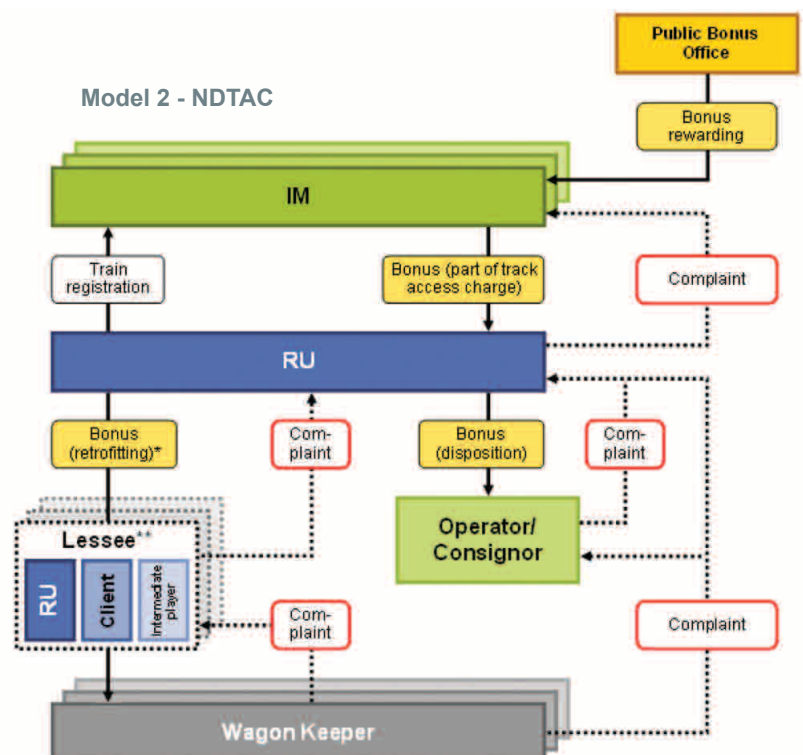 Public Bonus
Office
Model 2 - NDTAC
Bonus
rewarding
IM
Train
registration
Bonus (part of track
access charge)
Complaint
RU
Bonus
(retrofitting)*
Com-
plaint
Bonus
(disposition)
Com-
plaint
Lessee**
RU
Client
Intermediate
player
Operator/
Consignor
Com-
plaint
Complaint
Wagon Keeper